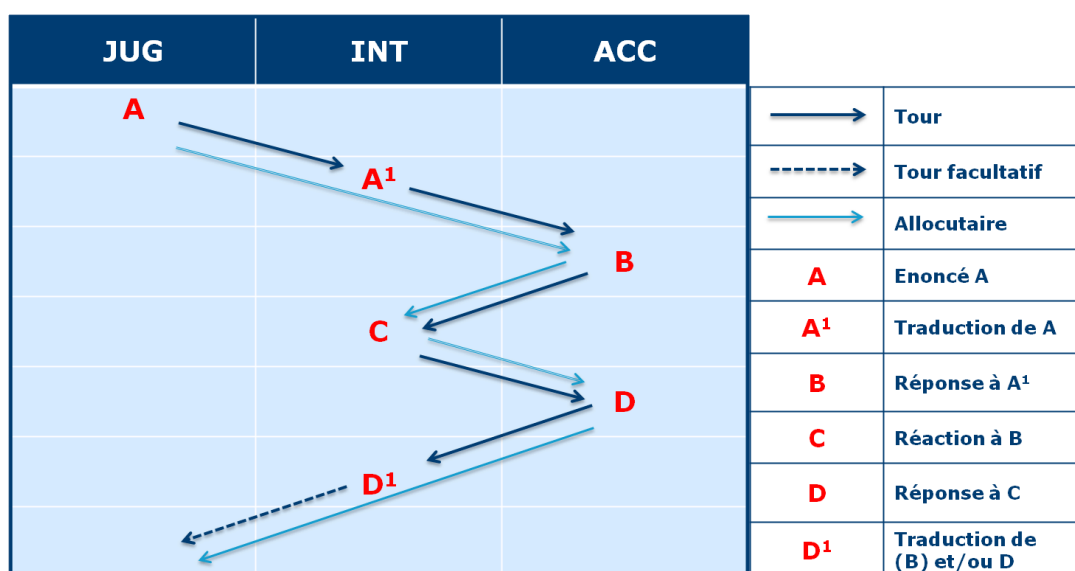 JUG INT ACC
A
A¹
B
C
D
D¹
Tour
Tour facultatif
Allocutaire
A Enoncé A
A¹ Traduction de A
B Réponse à A¹
C Réaction à B
D Réponse à C
D¹ Traduction de
(B) et/ou D